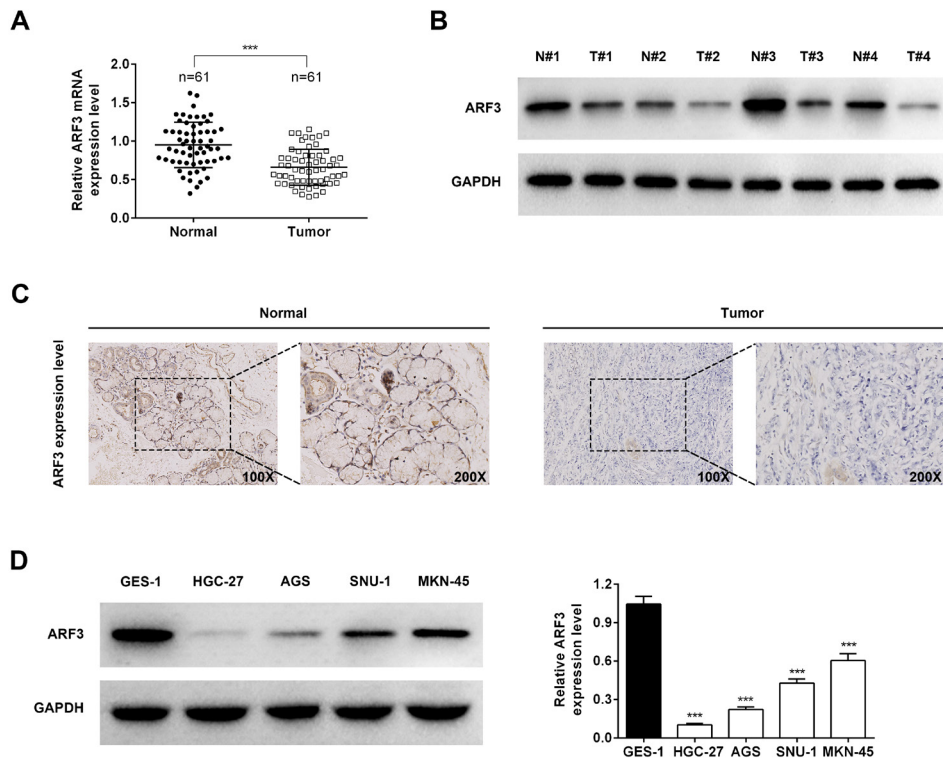 A
***
n=61 n=61
Relative ARF3 mRNA
expression level
2.0
1.5
1.0
0.5
0.0
Normal Tumor
B
N#1 T#1 N#2 T#2 N#3 T#3 N#4 T#4
ARF3
GAPDH
C
Normal Tumor
ARF3 expression level
100X 200X 100X 200X
D
GES-1 HGC-27 AGS SNU-1 MKN-45
ARF3
GAPDH
Relative ARF3
expression level
1.2
0.9
0.6
0.3
0.0
*** *** *** ***
GES-1 HGC-27 AGS SNU-1 MKN-45